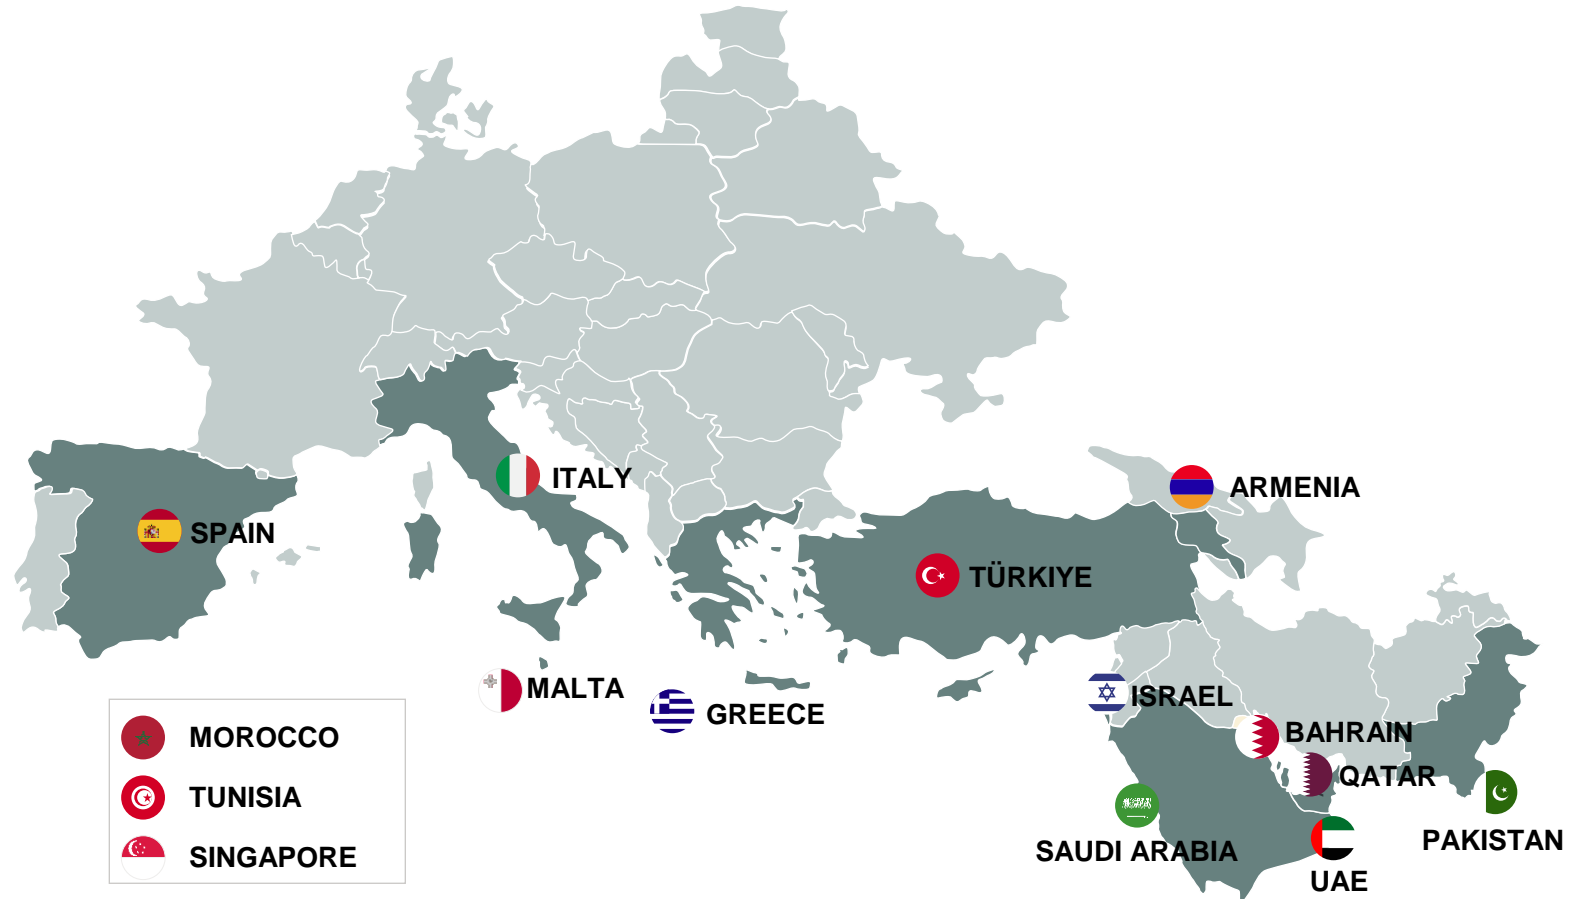 ITALY
ARMENIA
SPAIN
TÜRKIYE
MALTA
ISRAEL
GREECE
BAHRAIN
QATAR
MOROCCO
TUNISIA
SINGAPORE
SAUDI ARABIA
PAKISTAN
UAE